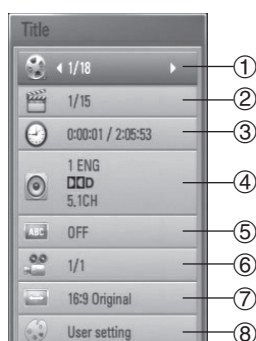 Title
1/18 ①
1/15 ②
0:00:01 / 2:05:53 ③
1 ENG
DD D
5.1CH ④
ABC OFF ⑤
1/1 ⑥
16:9 Original ⑦
User setting ⑧